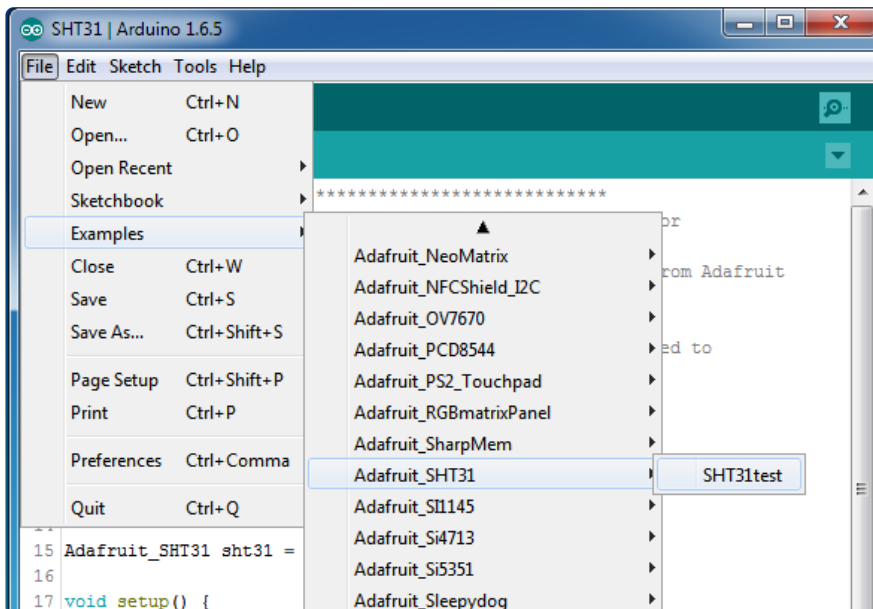 SHT31 | Arduino 1.6.5
File Edit Sketch Tools Help
New Ctrl+N
Open... Ctrl+O
Open Recent
Sketchbook
Examples
Close Ctrl+W
Save Ctrl+S
Save As... Ctrl+Shift+S
Page Setup Ctrl+Shift+P
Print Ctrl+P
Preferences Ctrl+Comma
Quit Ctrl+Q
****************************
or
rom Adafruit
ed to
Adafruit_NeoMatrix
Adafruit_NFCShield_I2C
Adafruit_OV7670
Adafruit_PCD8544
Adafruit_PS2_Touchpad
Adafruit_RGBmatrixPanel
Adafruit_SharpMem
Adafruit_SHT31
Adafruit_SI1145
Adafruit_Si4713
Adafruit_Si5351
Adafruit_Sleepydog
SHT31test
15 Adafruit_SHT31 sht31 =
16
17 void setup() {